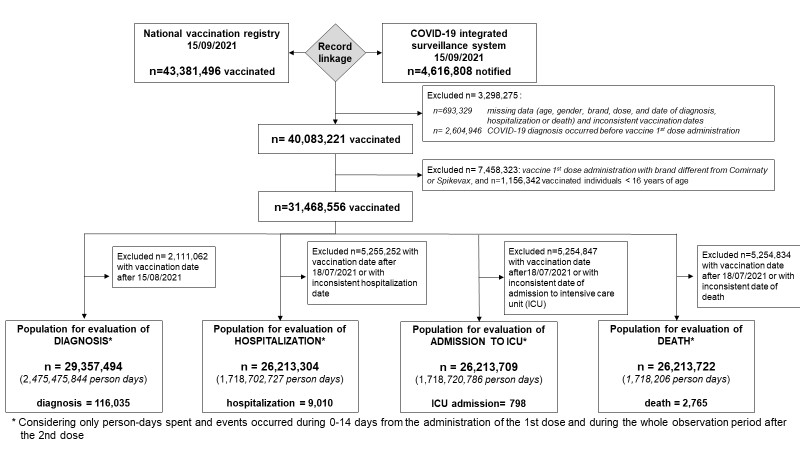 National vaccination registry
15/09/2021
n=43,381,496 vaccinated
Record
linkage
COVID-19 integrated
surveillance system
15/09/2021
n=4,616,808 notified
Excluded n= 3,298,275 :
n=693,329 missing data (age, gender, brand, dose, and date of diagnosis,
hospitalization or death) and inconsistent vaccination dates
n= 2,604,946 COVID-19 diagnosis occurred before vaccine 1st dose administration
n= 40,083,221 vaccinated
Excluded n= 7,458,323: vaccine 1st dose administration with brand different from Comirnaty
or Spikevax, and n=1,156,342 vaccinated individuals < 16 years of age
n=31,468,556 vaccinated
Excluded n= 2,111,062
with vaccination date
after 15/08/2021
Excluded n=5,255,252 with
vaccination date after
18/07/2021 or with
inconsistent hospitalization
date
Excluded n=5,254,847
with vaccination date
after18/07/2021 or with
inconsistent date of
admission to intensive care
unit (ICU)
Excluded n=5,254,834
with vaccination date
after 18/07/2021 or with
inconsistent date of
death
Population for evaluation of
DIAGNOSIS*
n = 29,357,494
(2,475,475,844 person days)
diagnosis = 116,035
Population for evaluation of
HOSPITALIZATION*
n = 26,213,304
(1,718,702,727 person days)
hospitalization = 9,010
Population for evaluation of
ADMISSION TO ICU*
n = 26,213,709
(1,718,720,786 person days)
ICU admission= 798
Population for evaluation of
DEATH*
n = 26,213,722
(1,718,206 person days)
death = 2,765
* Considering only person-days spent and events occurred during 0-14 days from the administration of the 1st dose and during the whole observation period after
the 2nd dose